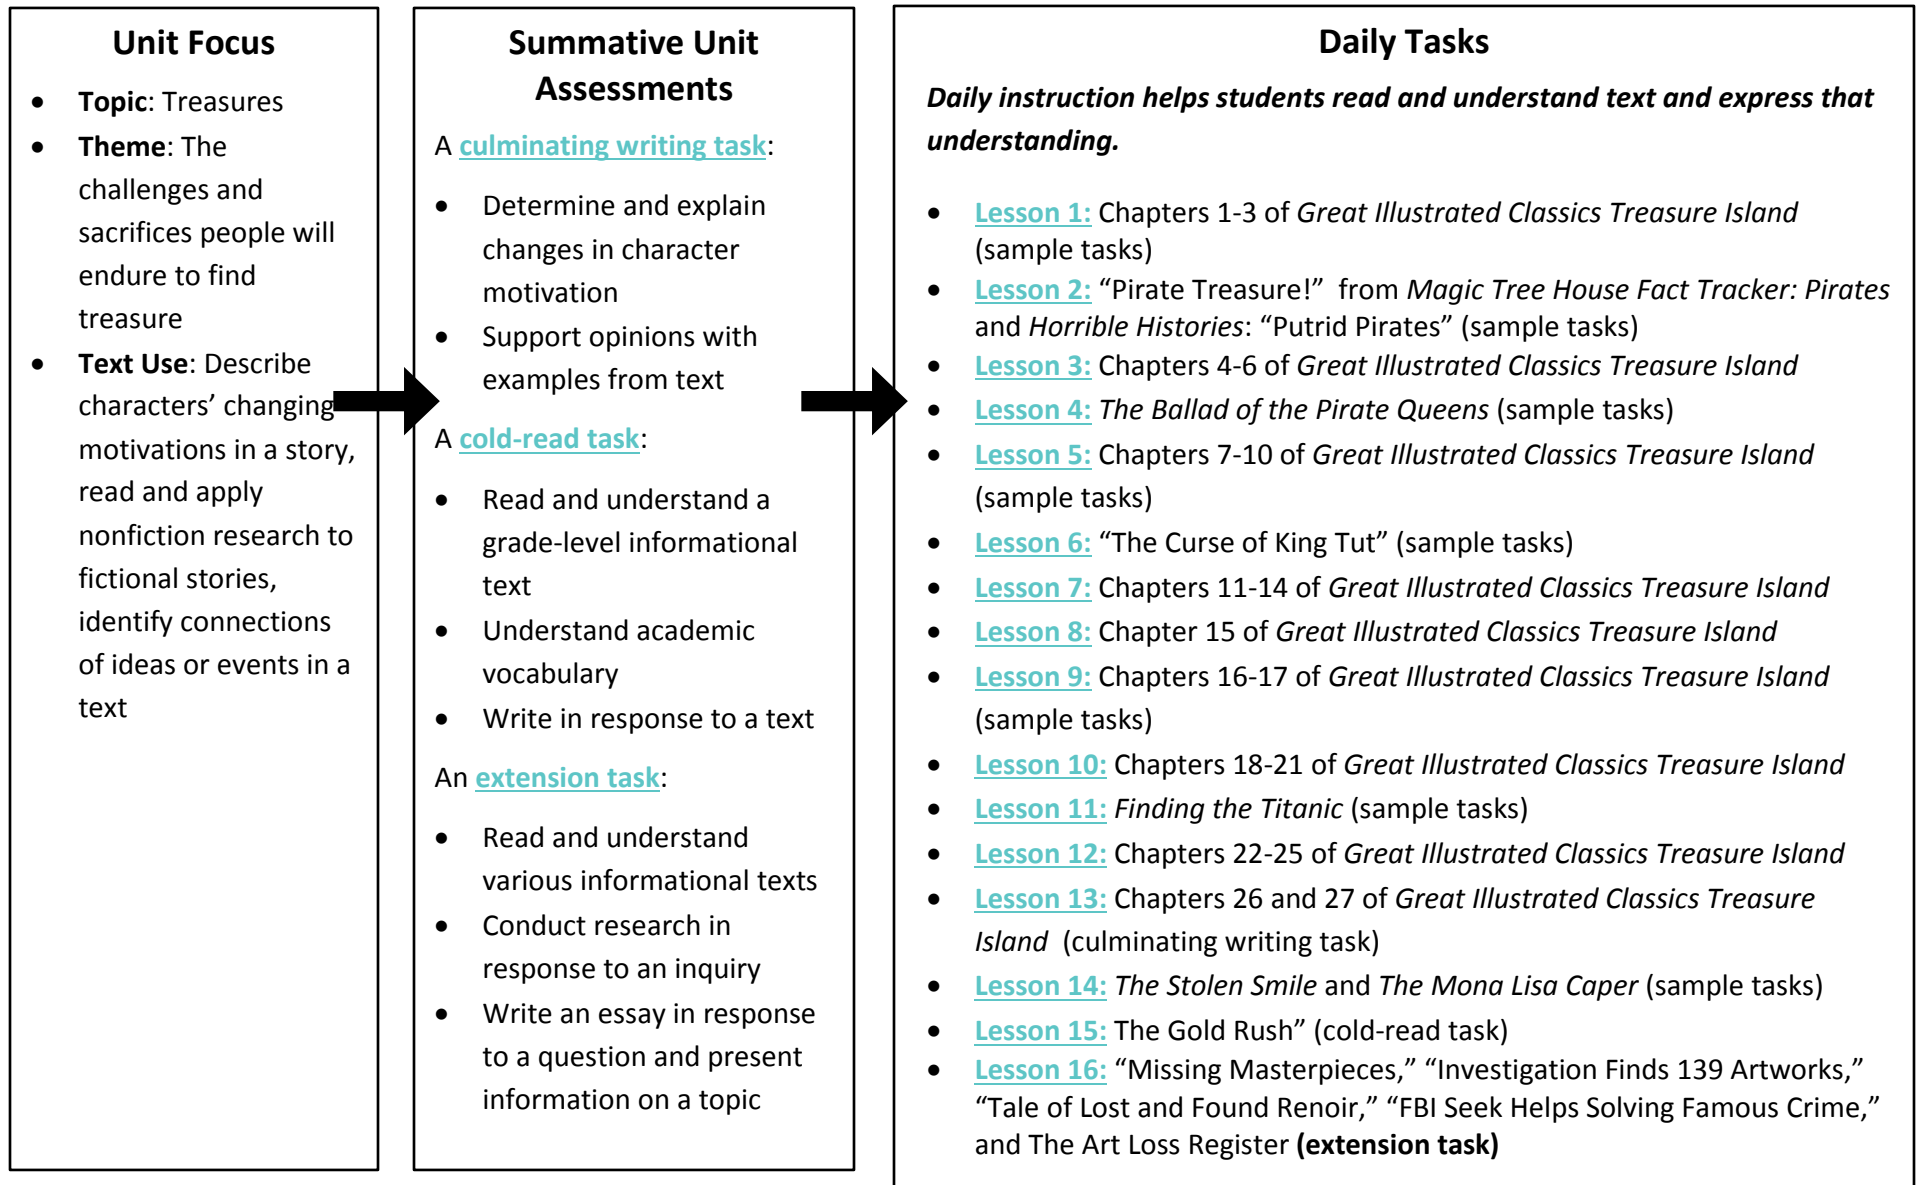 Unit Focus
• Topic: Treasures
• Theme: The
challenges and
sacrifices people will
endure to find
treasure
• Text Use: Describe
characters’ changing
motivations in a story,
read and apply
nonfiction research to
fictional stories,
identify connections
of ideas or events in a
text
Summative Unit
Assessments
A culminating writing task:
• Determine and explain
changes in character
motivation
• Support opinions with
examples from text
A cold-read task:
• Read and understand a
grade-level informational
text
• Understand academic
vocabulary
• Write in response to a text
An extension task:
• Read and understand
various informational texts
• Conduct research in
response to an inquiry
• Write an essay in response
to a question and present
information on a topic
Daily Tasks
Daily instruction helps students read and understand text and express that
understanding.
• Lesson 1: Chapters 1-3 of Great Illustrated Classics Treasure Island
(sample tasks)
• Lesson 2: “Pirate Treasure!” from Magic Tree House Fact Tracker: Pirates
and Horrible Histories: “Putrid Pirates” (sample tasks)
• Lesson 3: Chapters 4-6 of Great Illustrated Classics Treasure Island
• Lesson 4: The Ballad of the Pirate Queens (sample tasks)
• Lesson 5: Chapters 7-10 of Great Illustrated Classics Treasure Island
(sample tasks)
• Lesson 6: “The Curse of King Tut” (sample tasks)
• Lesson 7: Chapters 11-14 of Great Illustrated Classics Treasure Island
• Lesson 8: Chapter 15 of Great Illustrated Classics Treasure Island
• Lesson 9: Chapters 16-17 of Great Illustrated Classics Treasure Island
(sample tasks)
• Lesson 10: Chapters 18-21 of Great Illustrated Classics Treasure Island
• Lesson 11: Finding the Titanic (sample tasks)
• Lesson 12: Chapters 22-25 of Great Illustrated Classics Treasure Island
• Lesson 13: Chapters 26 and 27 of Great Illustrated Classics Treasure
Island (culminating writing task)
• Lesson 14: The Stolen Smile and The Mona Lisa Caper (sample tasks)
• Lesson 15: The Gold Rush” (cold-read task)
• Lesson 16: “Missing Masterpieces,” “Investigation Finds 139 Artworks,”
“Tale of Lost and Found Renoir,” “FBI Seek Helps Solving Famous Crime,”
and The Art Loss Register (extension task)